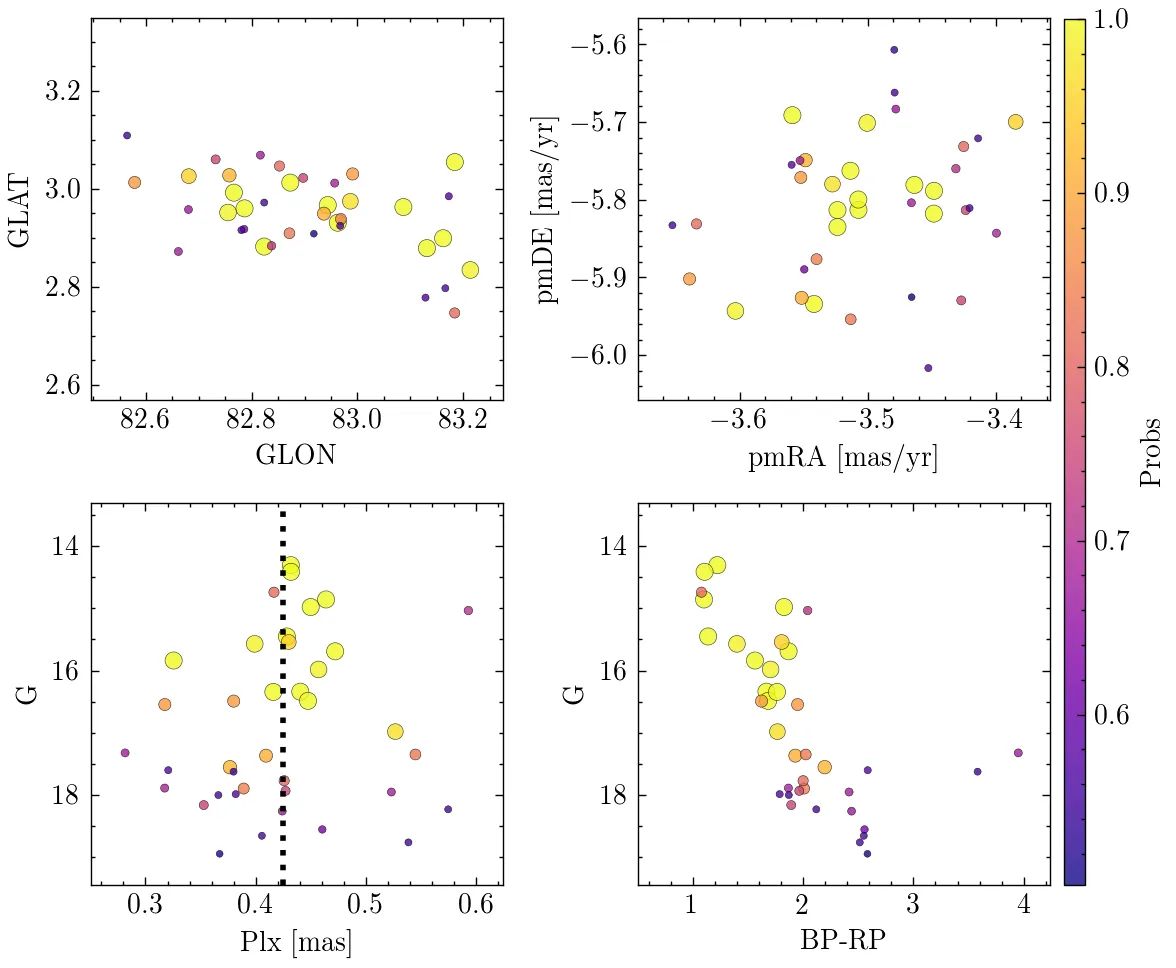 3.2
3.0
2.8
2.6
GLAT
82.6 82.8 83.0 83.2
GLON
−5.6
−5.7
−5.8
−5.9
−6.0
pmDE [mas/yr]
−3.6 −3.5 −3.4
pmRA [mas/yr]
14
16
18
G
0.3 0.4 0.5 0.6
Plx [mas]
14
16
18
G
1 2 3 4
BP-RP
1.0
0.9
0.8
0.7
0.6
Probs